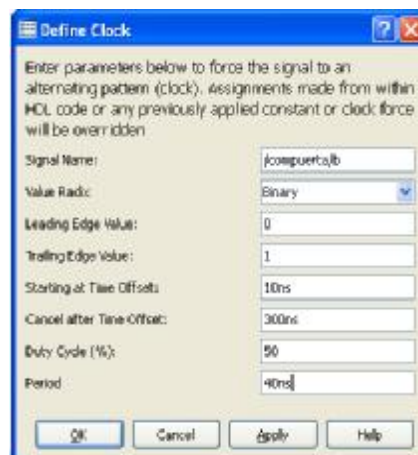 Define Clock
Enter parameters below to force the signal to an
alternating pattern (clock). Assignments made from within
HDL code or any previously applied constant or clock force
will be overridden
Signal Name: /compuerta/b
Value Radix: Binary
Leading Edge Value: 0
Trailing Edge Value: 1
Starting at Time Offset: 10ns
Cancel after Time Offset: 300ns
Duty Cycle (%): 50
Period 40ns
OK Cancel Apply Help